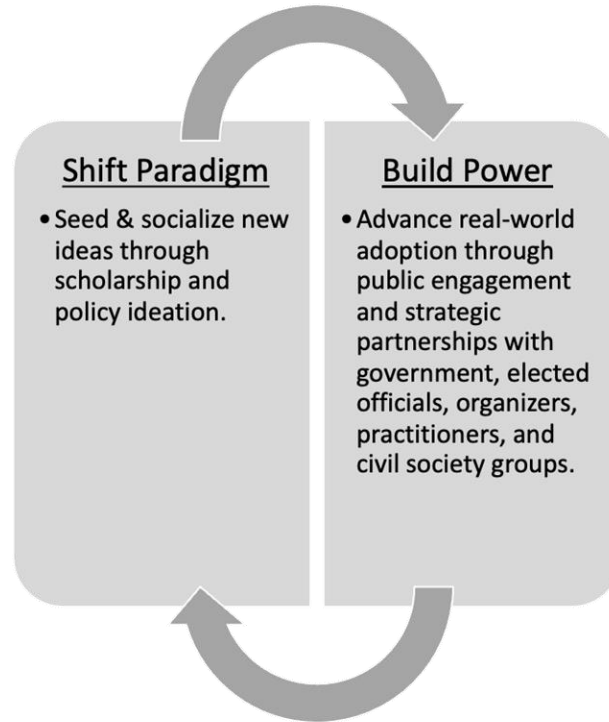 Shift Paradigm
• Seed & socialize new
ideas through
scholarship and
policy ideation.
Build Power
• Advance real-world
adoption through
public engagement
and strategic
partnerships with
government, elected
officials, organizers,
practitioners, and
civil society groups.